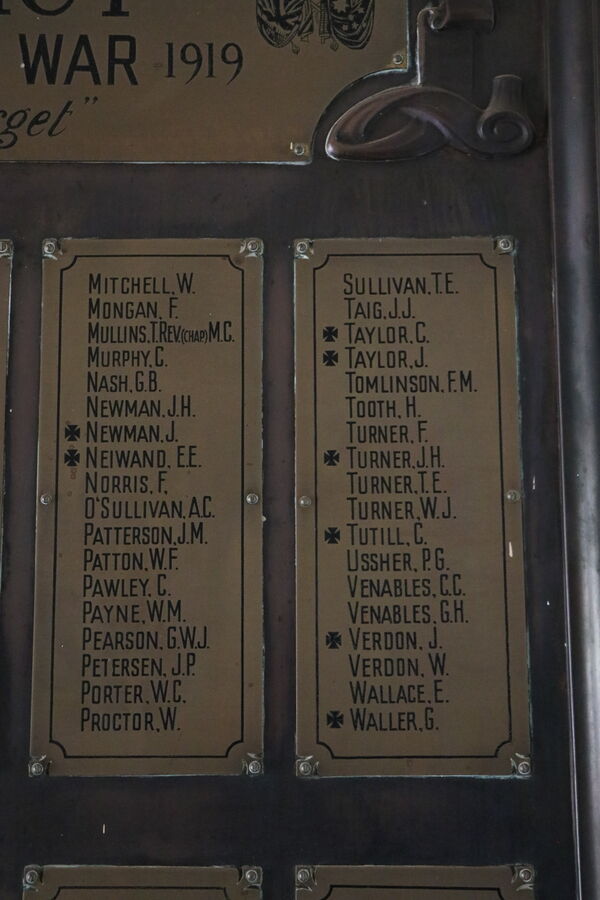 WAR 1919
rget"
MITCHELL, W.
MONGAN, F.
MULLINS, T. REV. (CHAP) M.C.
MURPHY, C.
NASH, G.B.
NEWMAN, J.H.
✠ NEWMAN, J.
✠ NEIWAND, E.E.
NORRIS, F.
O'SULLIVAN, A.C.
PATTERSON, J.M.
PATTON, W.F.
PAWLEY, C.
PAYNE, W.M.
PEARSON, G.W.J.
PETERSEN, J.P.
PORTER, W.C.
PROCTOR, W.
SULLIVAN, T.E.
TAIG, J.J.
✠ TAYLOR, C.
✠ TAYLOR, J.
TOMLINSON, F.M.
TOOTH, H.
TURNER, F.
✠ TURNER, J.H.
TURNER, T.E.
TURNER, W.J.
✠ TUTILL, C.
USSHER, P.G.
VENABLES, C.C.
VENABLES, G.H.
✠ VERDON, J.
VERDON, W.
WALLACE, E.
✠ WALLER, G.